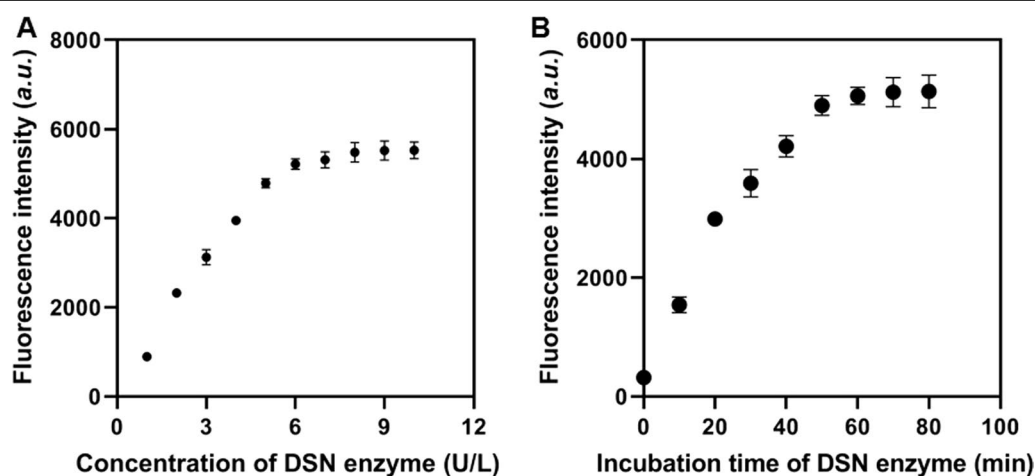 A
Fluorescence intensity (a.u.)
8000
6000
4000
2000
0
0 3 6 9 12
Concentration of DSN enzyme (U/L)
B
Fluorescence intensity (a.u.)
6000
4000
2000
0
0 20 40 60 80 100
Incubation time of DSN enzyme (min)